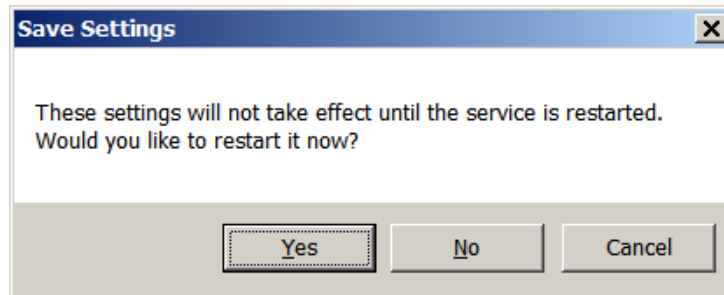 Save Settings
These settings will not take effect until the service is restarted.
Would you like to restart it now?
Yes
No
Cancel